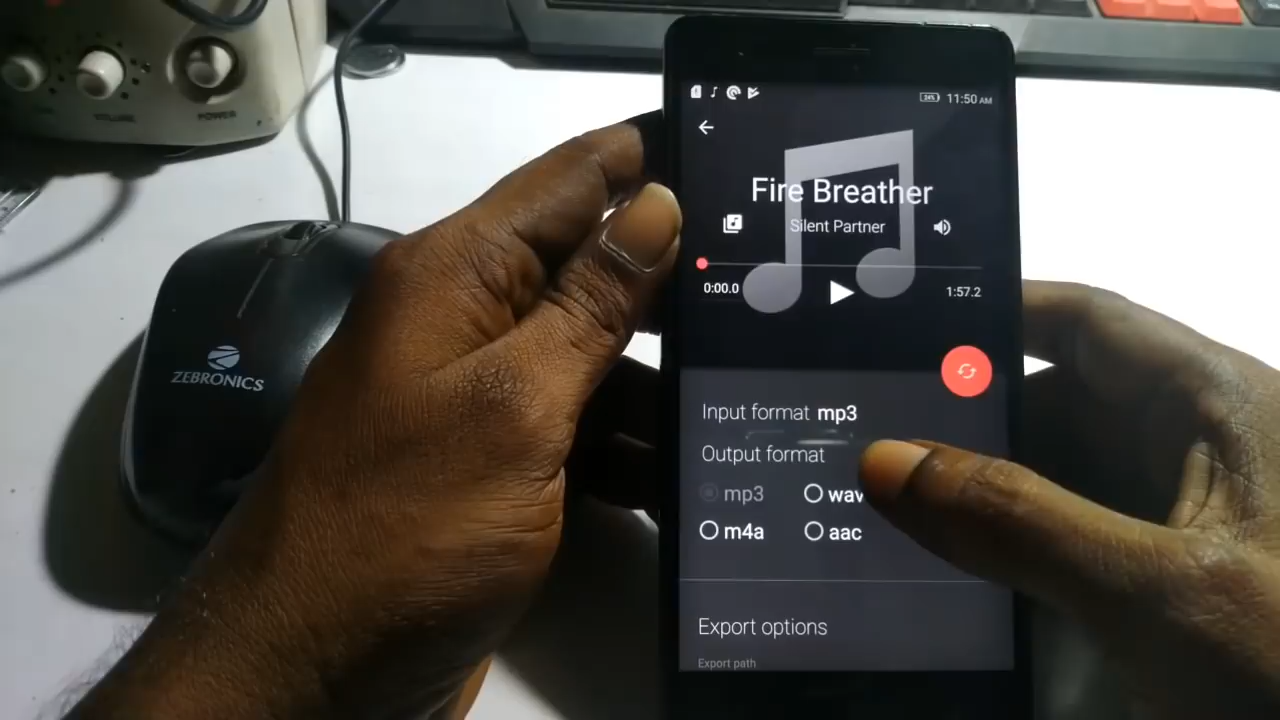 POWER
ZEBRONICS
24%
11:50 AM
Fire Breather
Silent Partner
0:00.0
1:57.2
Input format mp3
Output format
mp3
wav
m4a
aac
Export options
Export path